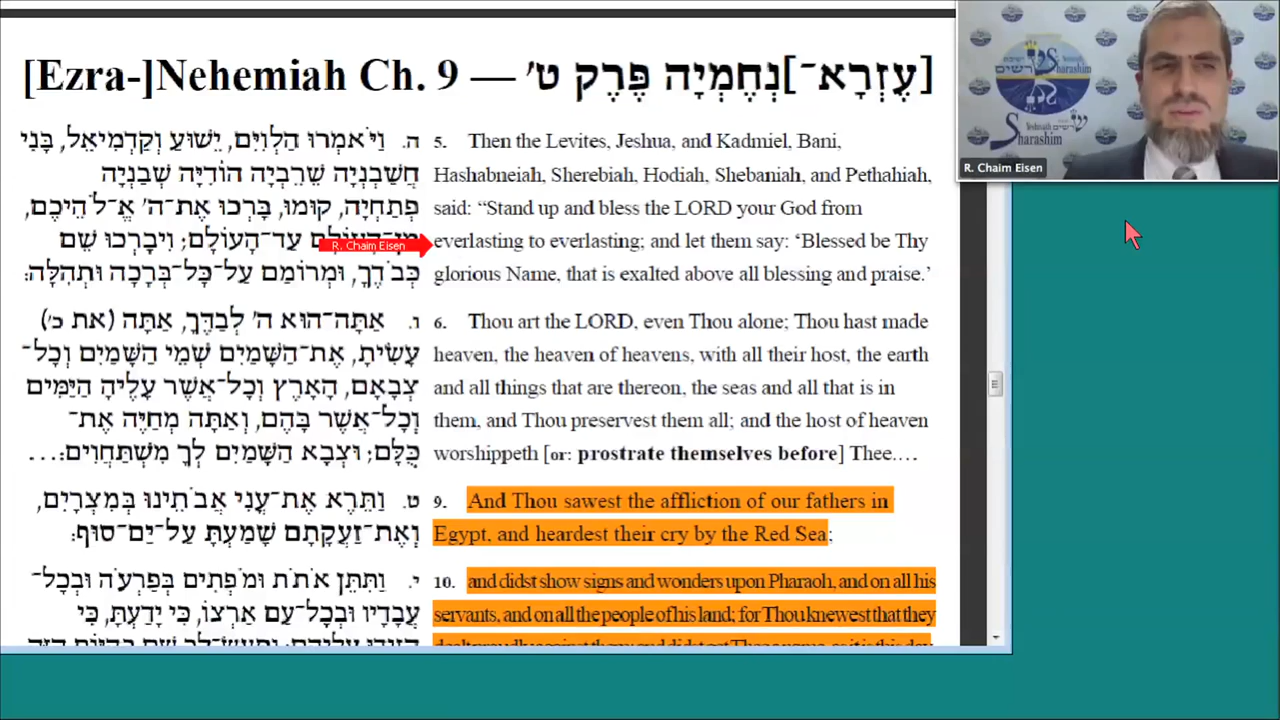 [Ezra-]Nehemiah Ch. 9 — [עֶזְרָא־]נְחֶמְיָה פֶּרֶק ט׳
ה. וַיֹּאמְרוּ הַלְוִיִּם, יֵשׁוּעַ וְקַדְמִיאֵל, בָּנִי
חֲשַׁבְנְיָה שֵׁרֵבְיָה הוֹדִיָּה שְׁבַנְיָה
פְתַחְיָה, קוּמוּ, בָּרְכוּ אֶת־ה׳ אֱ־לֹהֵיכֶם,
עַד־הָעוֹלָם; וִיבָרְכוּ שֵׁם
כְּבֹדֶךָ, וּמְרוֹמַם עַל־כָּל־בְּרָכָה וּתְהִלָּה:
5. Then the Levites, Jeshua, and Kadmiel, Bani,
Hashabneiah, Sherebiah, Hodiah, Shebaniah, and Pethahiah,
said: “Stand up and bless the LORD your God from
everlasting to everlasting; and let them say: ‘Blessed be Thy
glorious Name, that is exalted above all blessing and praise.’
ו. אַתָּה־הוּא ה׳ לְבַדֶּךָ, אַתָּה (את כ׳)
עָשִׂיתָ, אֶת־הַשָּׁמַיִם שְׁמֵי הַשָּׁמַיִם וְכָל־
צְבָאָם, הָאָרֶץ וְכָל־אֲשֶׁר עָלֶיהָ הַיַּמִּים
וְכָל־אֲשֶׁר בָּהֶם, וְאַתָּה מְחַיֶּה אֶת־
כֻּלָּם; וּצְבָא הַשָּׁמַיִם לְךָ מִשְׁתַּחֲוִים:…
6. Thou art the LORD, even Thou alone; Thou hast made
heaven, the heaven of heavens, with all their host, the earth
and all things that are thereon, the seas and all that is in
them, and Thou preservest them all; and the host of heaven
worshippeth [or: prostrate themselves before] Thee.…
ט. וַתֵּרֶא אֶת־עֳנִי אֲבֹתֵינוּ בְּמִצְרָיִם,
וְאֶת־זַעֲקָתָם שָׁמַעְתָּ עַל־יַם־סוּף:
9. And Thou sawest the affliction of our fathers in
Egypt, and heardest their cry by the Red Sea;
י. וַתִּתֵּן אֹתֹת וּמֹפְתִים בְּפַרְעֹה וּבְכָל־
עֲבָדָיו וּבְכָל־עַם אַרְצוֹ, כִּי יָדַעְתָּ, כִּי
10. and didst show signs and wonders upon Pharaoh, and on all his
servants, and on all the people of his land; for Thou knewest that they
R. Chaim Eisen
R. Chaim Eisen
Sharashim
Yeshivath
Sharashim